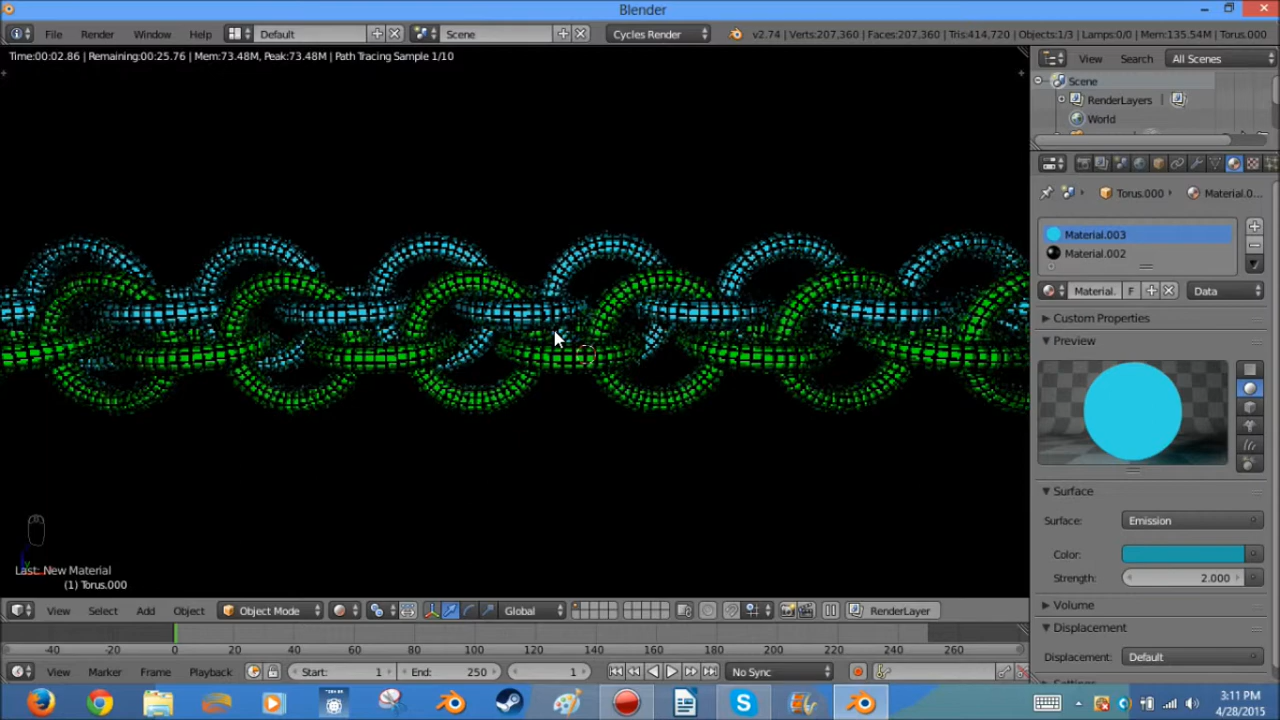 Blender
File Render Window Help Default Scene Cycles Render v2.74 | Verts:207,360 | Faces:207,360 | Tris:414,720 | Objects:1/3 | Lamps:0/0 | Mem:135.54M | Torus.000
Time:00:02.86 | Remaining:00:25.76 | Mem:73.48M, Peak:73.48M | Path Tracing Sample 1/10
View Search All Scenes
Scene
RenderLayers
World
Torus.000 Material.0...
Material.003
Material.002
Material. F Data
Custom Properties
Preview
Surface
Surface: Emission
Color:
Strength: 2.000
Volume
Displacement
Displacement: Default
Last: New Material
(1) Torus.000
View Select Add Object Object Mode Global RenderLayer
-40 -20 0 20 40 60 80 100 120 140 160 180 200 220 240 260
View Marker Frame Playback Start: 1 End: 250 1 No Sync
3:11 PM
4/28/2015